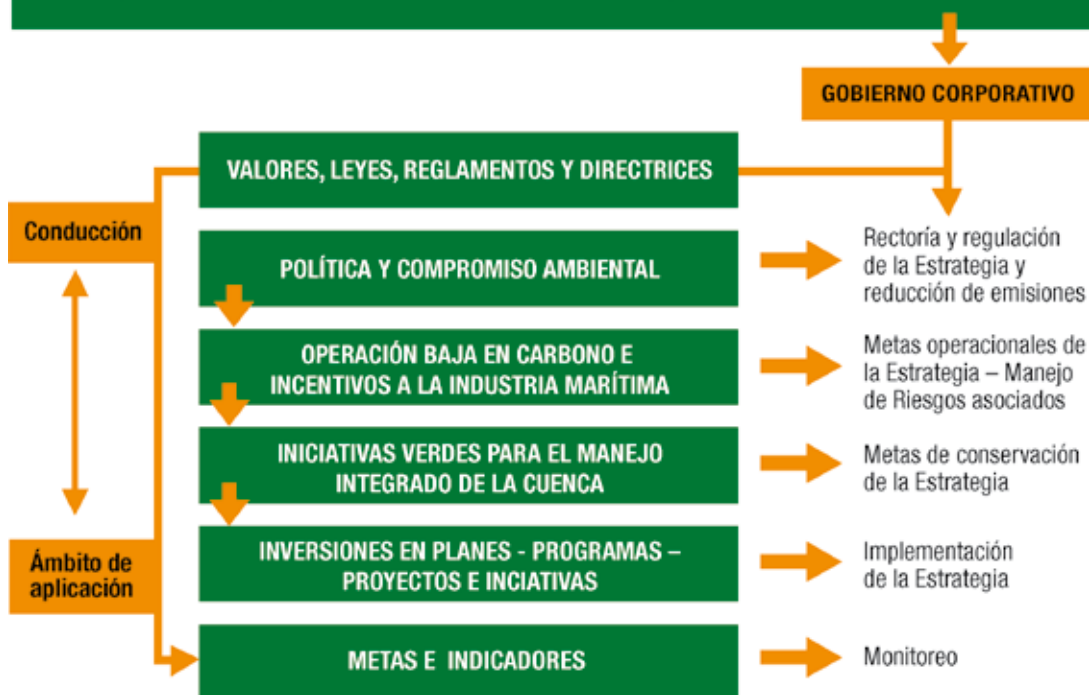 GOBIERNO CORPORATIVO
VALORES, LEYES, REGLAMENTOS Y DIRECTRICES
Conducción
POLÍTICA Y COMPROMISO AMBIENTAL
Rectoría y regulación
de la Estrategia y
reducción de emisiones
OPERACIÓN BAJA EN CARBONO E
INCENTIVOS A LA INDUSTRIA MARÍTIMA
Metas operacionales de
la Estrategia – Manejo
de Riesgos asociados
INICIATIVAS VERDES PARA EL MANEJO
INTEGRADO DE LA CUENCA
Metas de conservación
de la Estrategia
Ámbito de
aplicación
INVERSIONES EN PLANES - PROGRAMAS –
PROYECTOS E INCIATIVAS
Implementación
de la Estrategia
METAS E INDICADORES
Monitoreo